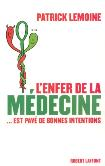 PATRICK LEMOINE
L'ENFER DE LA
MÉDECINE
... EST PAVÉ DE BONNES INTENTIONS
ROBERT LAFFONT